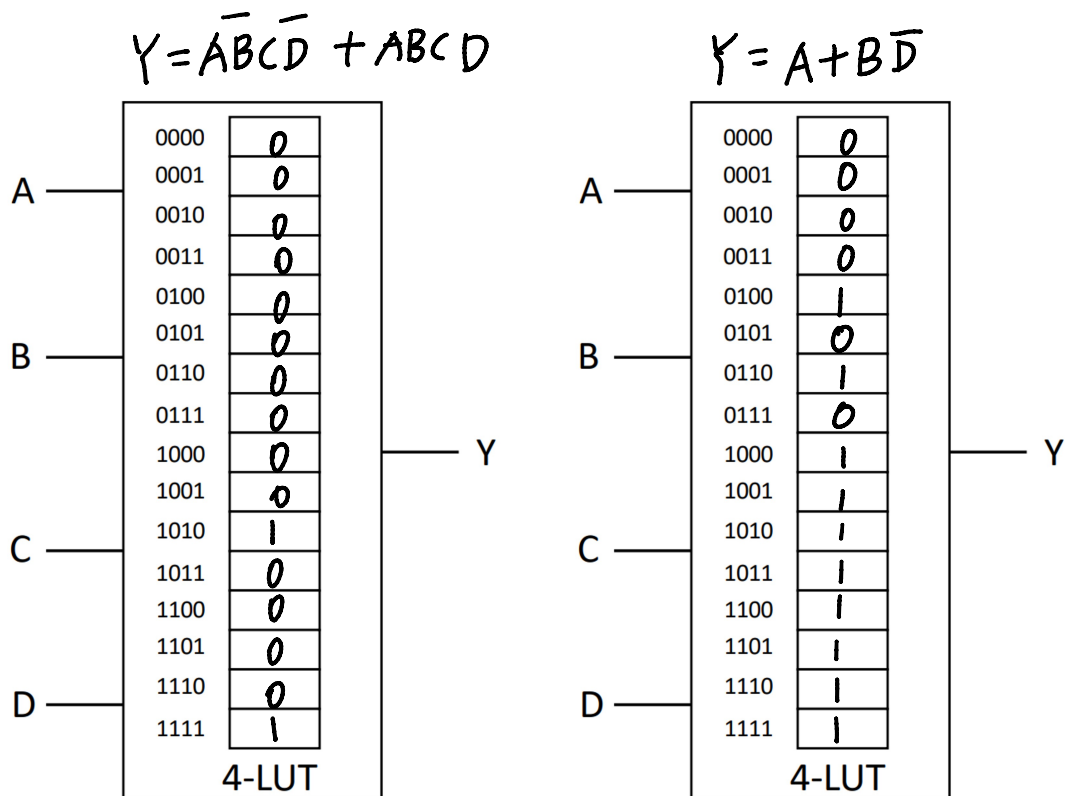 Y = AB̅CD̅ + ABCD
0000 0
0001 0
A
0010 0
0011 0
0100 0
0101 0
B
0110 0
0111 0
1000 0
Y
1001 0
1010 1
C
1011 0
1100 0
1101 0
1110 0
D
1111 1
4-LUT
Y = A + BD̅
0000 0
0001 0
A
0010 0
0011 0
0100 1
0101 0
B
0110 1
0111 0
1000 1
Y
1001 1
1010 1
C
1011 1
1100 1
1101 1
1110 1
D
1111 1
4-LUT